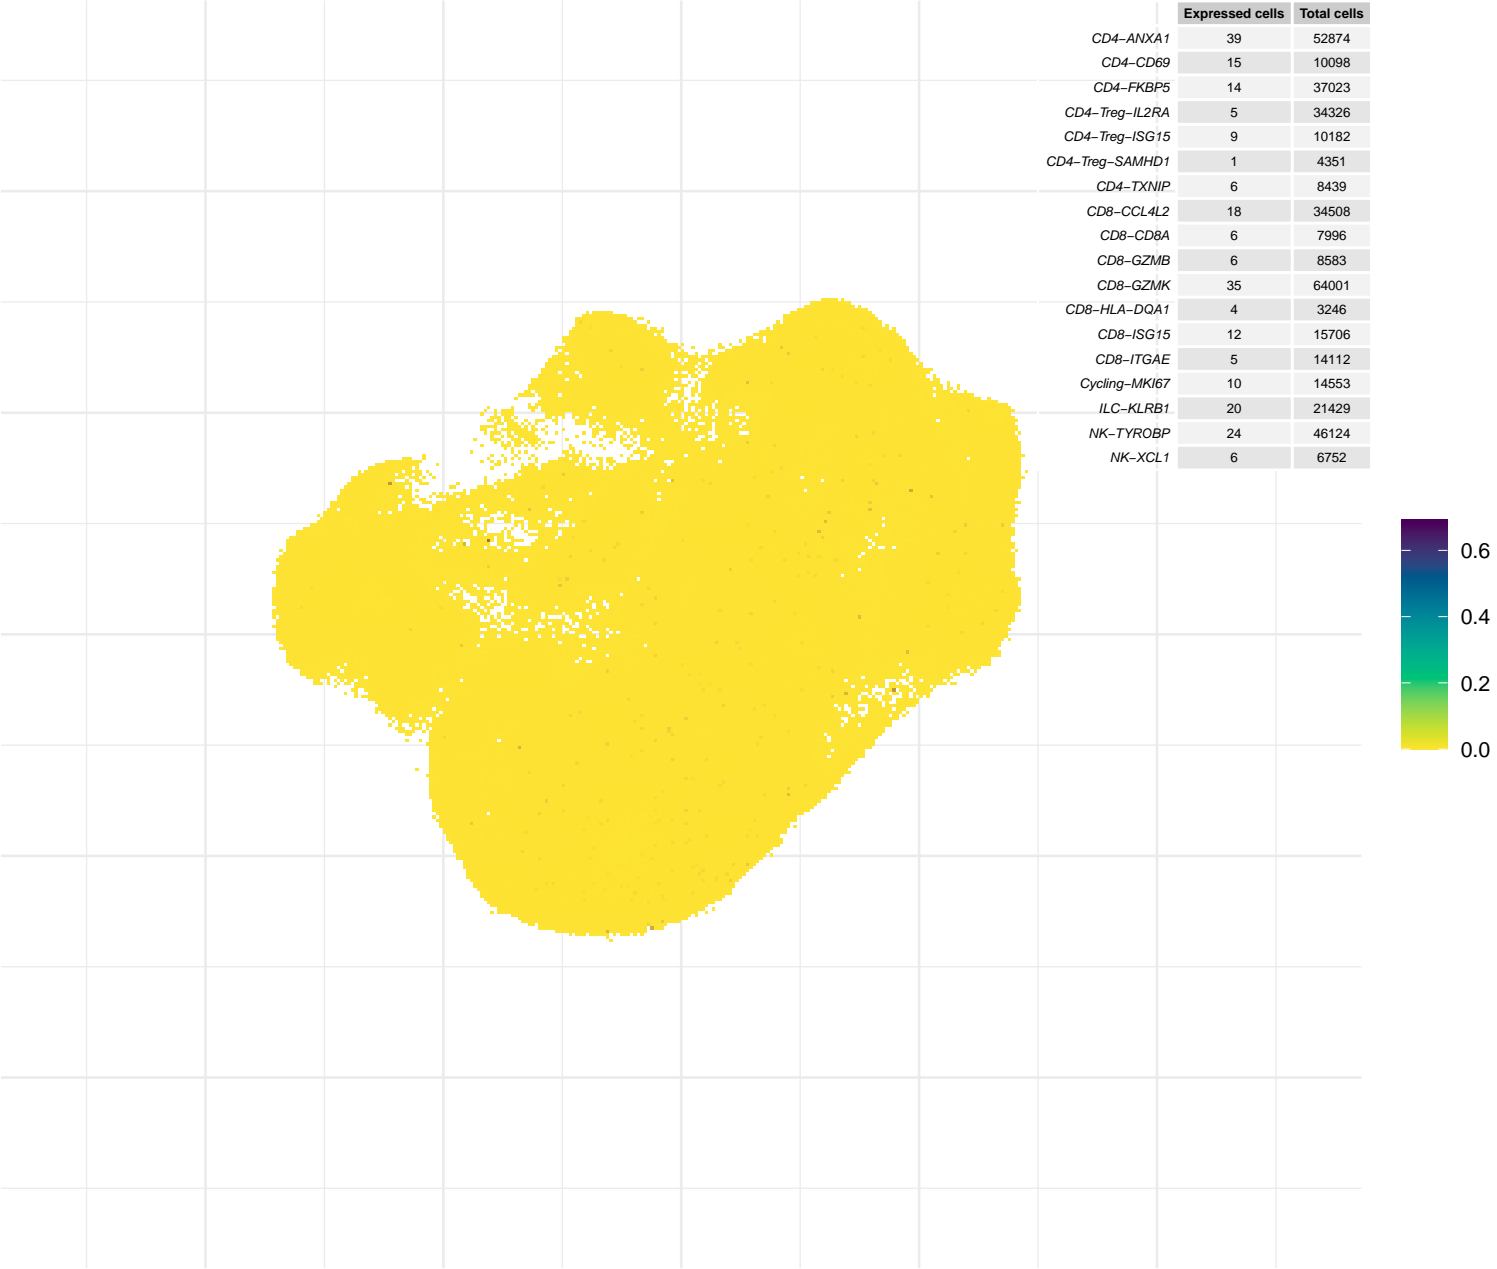 Expressed cells Total cells
CD4−ANXA1 39 52874
CD4−CD69 15 10098
CD4−FKBP5 14 37023
CD4−Treg−IL2RA 5 34326
CD4−Treg−ISG15 9 10182
CD4−Treg−SAMHD1 1 4351
CD4−TXNIP 6 8439
CD8−CCL4L2 18 34508
CD8−CD8A 6 7996
CD8−GZMB 6 8583
CD8−GZMK 35 64001
CD8−HLA−DQA1 4 3246
CD8−ISG15 12 15706
CD8−ITGAE 5 14112
Cycling−MKI67 10 14553
ILC−KLRB1 20 21429
NK−TYROBP 24 46124
NK−XCL1 6 6752
0.6
0.4
0.2
0.0